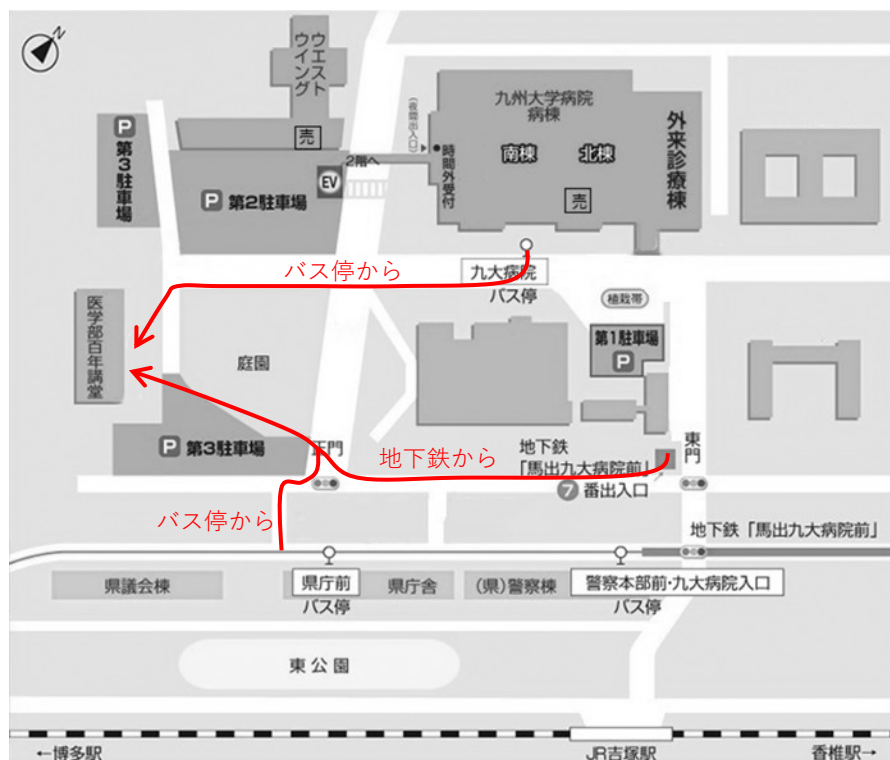 N
ウエスト
ウイング
売
P
第3駐車場
P 第2駐車場
EV
2階へ
(夜間出入口)
時間外受付
九州大学病院
病棟
南棟
北棟
売
外来診療棟
バス停から
九大病院
バス停
植栽帯
第1駐車場
P
医学部百年講堂
庭園
P 第3駐車場
正門
地下鉄から
地下鉄
「馬出九大病院前」
7 番出入口
東門
バス停から
地下鉄「馬出九大病院前」
県議会棟
県庁前
バス停
県庁舎
(県)警察棟
警察本部前・九大病院入口
バス停
東公園
←博多駅
JR吉塚駅
香椎駅→